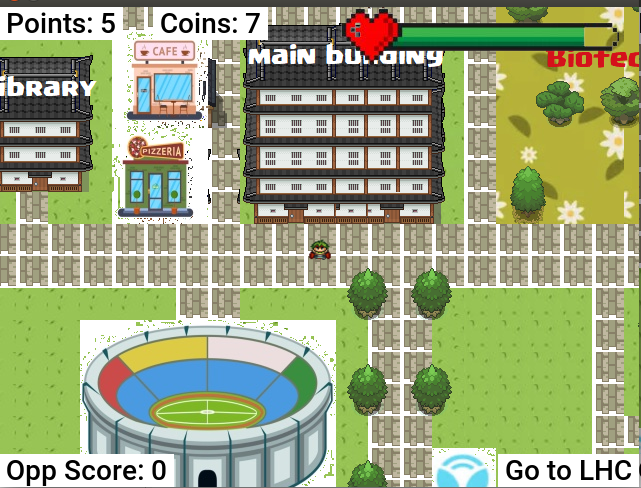 Points: 5
Coins: 7
CAFE
Main building
ibrary
Biotec
PIZZERIA
Opp Score: 0
Go to LHC